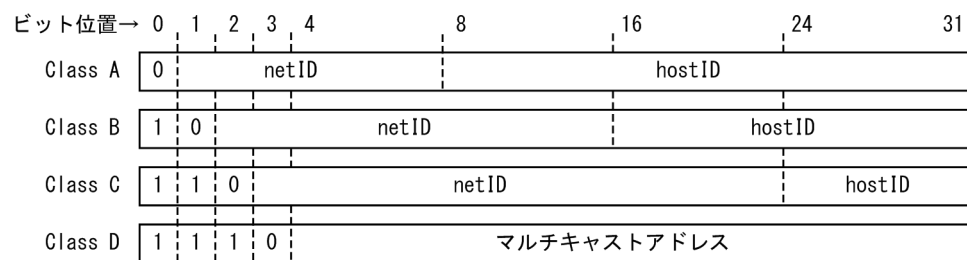 ビット位置→ 0 1 2 3 4 8 16 24 31
Class A 0 netID hostID
Class B 1 0 netID hostID
Class C 1 1 0 netID hostID
Class D 1 1 1 0 マルチキャストアドレス